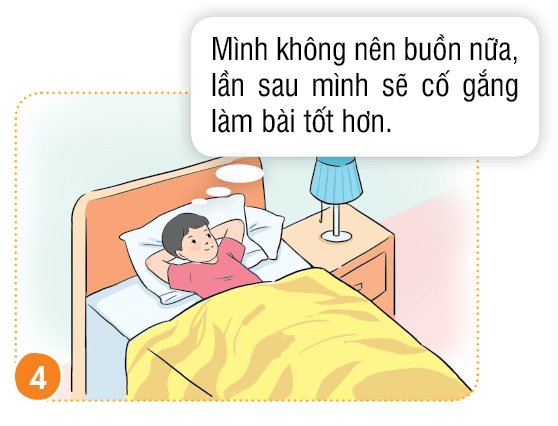 Mình không nên buồn nữa,
lần sau mình sẽ cố gắng
làm bài tốt hơn.
4